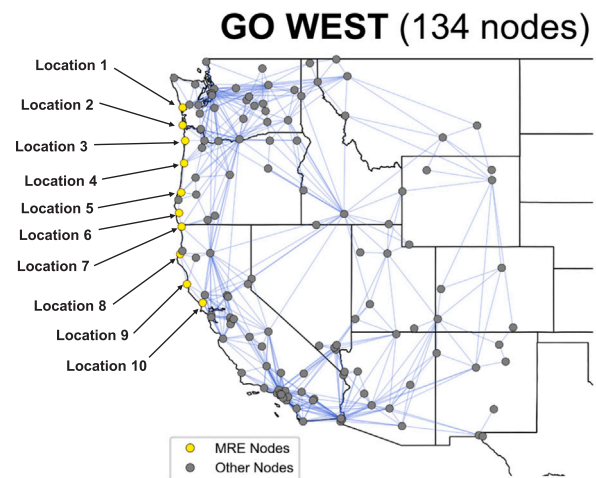 GO WEST (134 nodes)
Location 1
Location 2
Location 3
Location 4
Location 5
Location 6
Location 7
Location 8
Location 9
Location 10
MRE Nodes
Other Nodes